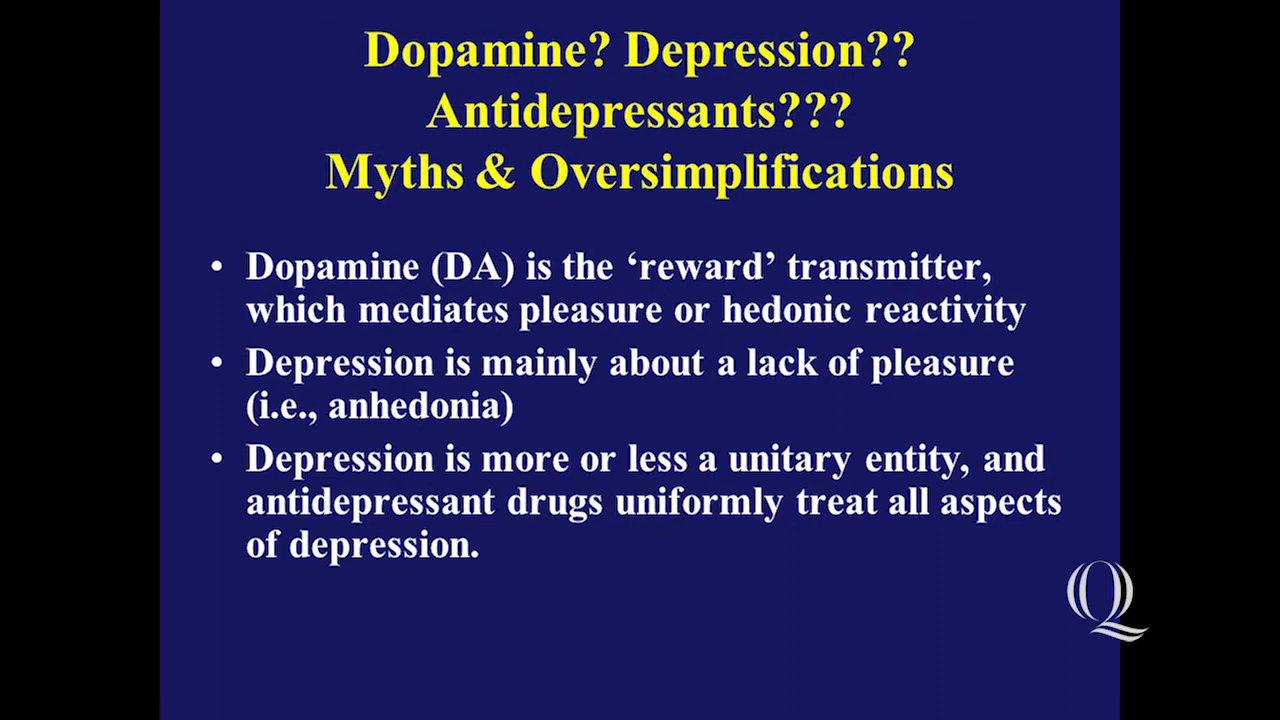 Dopamine? Depression??
Antidepressants???
Myths & Oversimplifications
• Dopamine (DA) is the ‘reward’ transmitter,
which mediates pleasure or hedonic reactivity
• Depression is mainly about a lack of pleasure
(i.e., anhedonia)
• Depression is more or less a unitary entity, and
antidepressant drugs uniformly treat all aspects
of depression.
Q